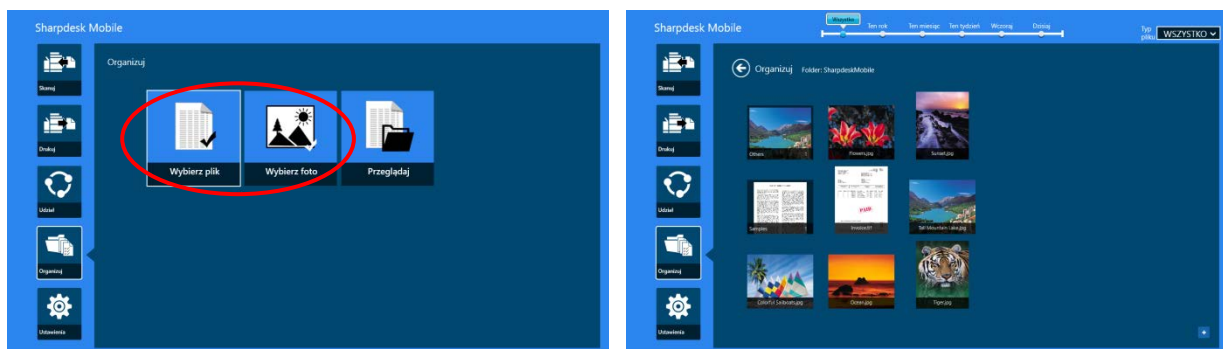 Sharpdesk Mobile
Skanuj
Drukuj
Udział
Organizuj
Ustawienia
Organizuj
Wybierz plik
Wybierz foto
Przeglądaj
Sharpdesk Mobile
Wszystko
Ten rok
Ten miesiąc
Ten tydzień
Wczoraj
Dzisiaj
Typ pliku
WSZYSTKO
Skanuj
Drukuj
Udział
Organizuj
Ustawienia
Organizuj Folder: SharpdeskMobile
Others
Flowers.jpg
Sunset.jpg
Samples
PAID
Tall Mountain Lake.jpg
Colorful Sailboats.jpg
Ocean.jpg
Tiger.jpg